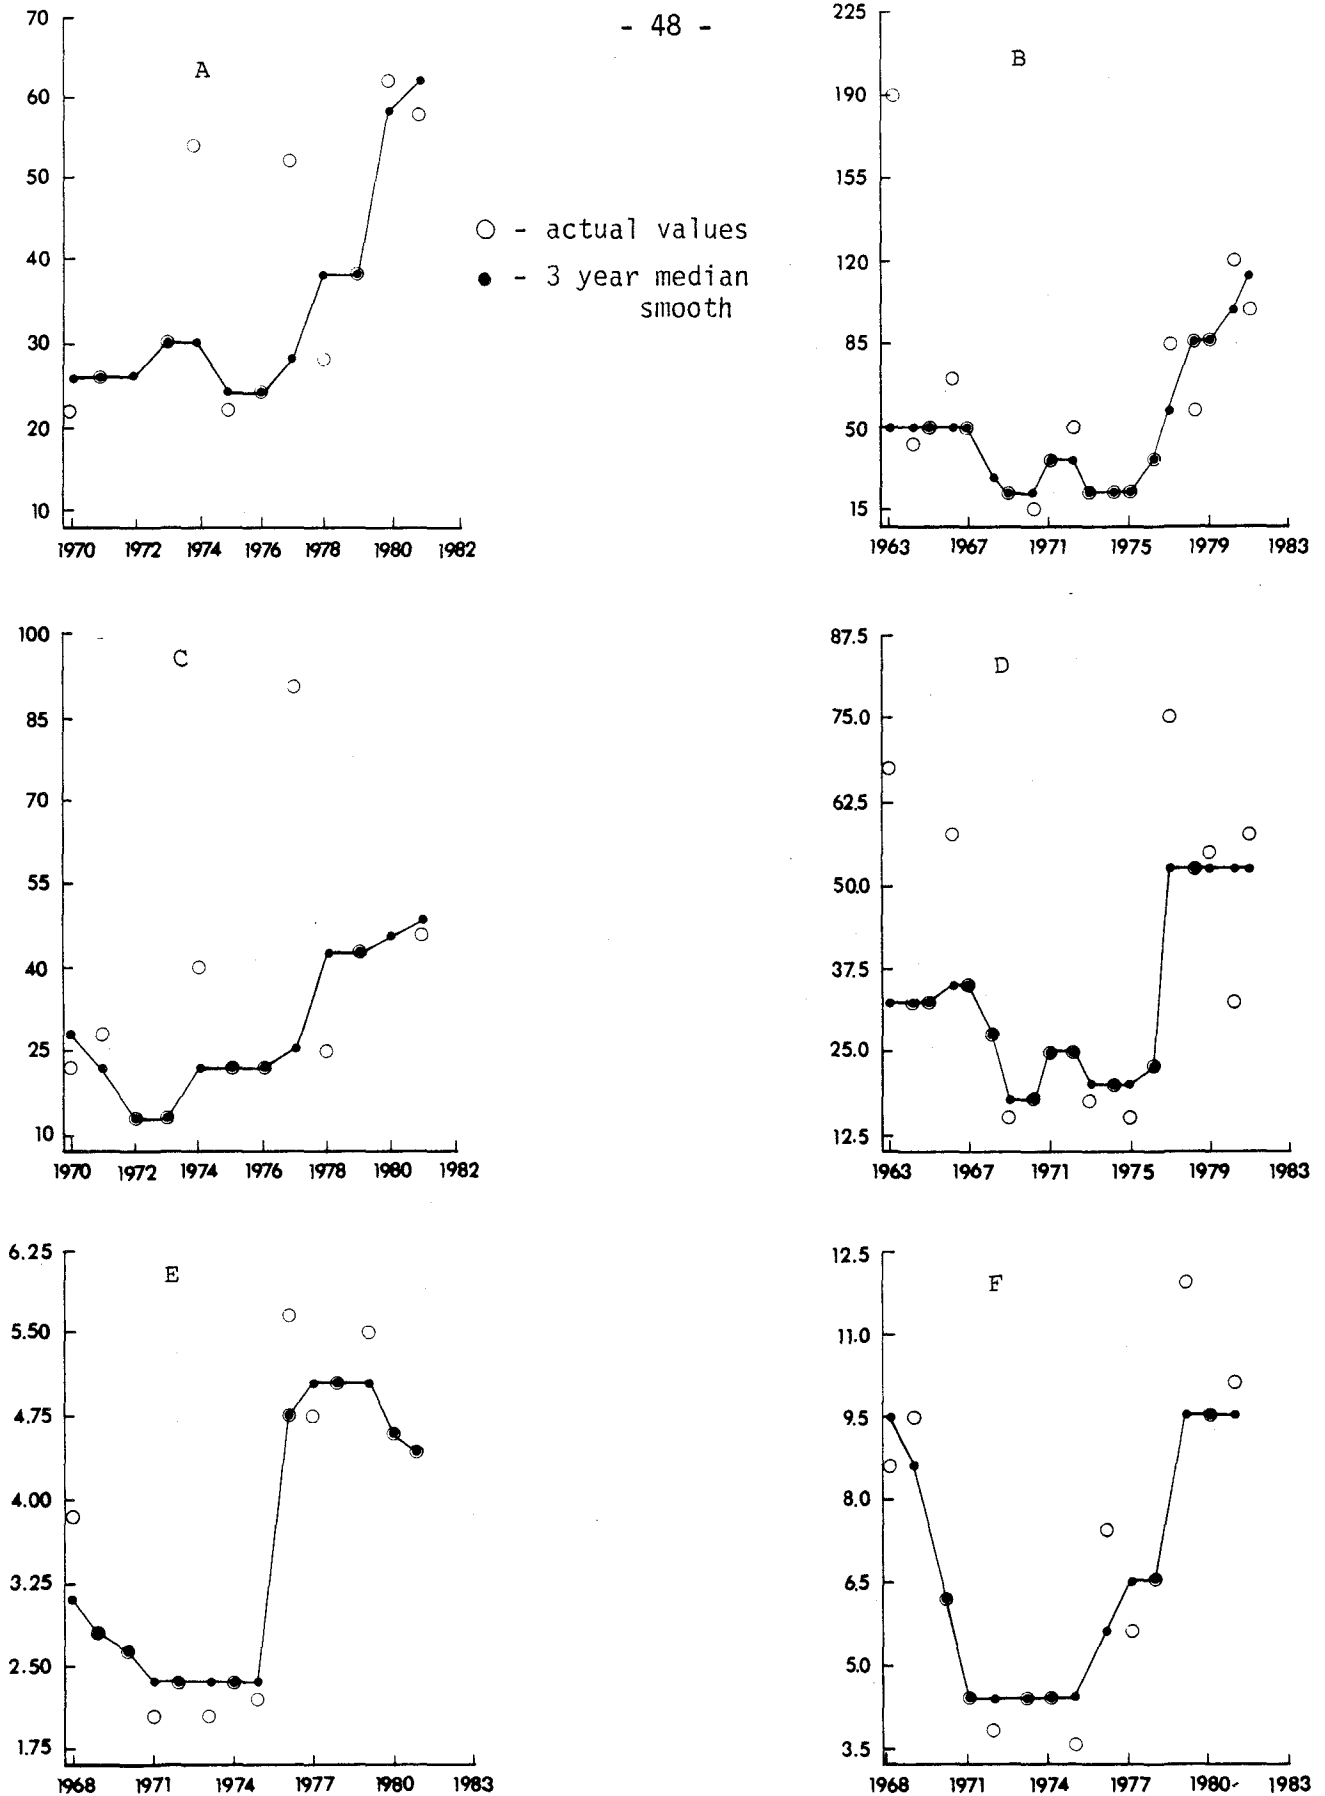 - 48 -
A
70
60
50
40
30
20
10
1970 1972 1974 1976 1978 1980 1982
○ - actual values
● - 3 year median
smooth
B
225
190
155
120
85
50
15
1963 1967 1971 1975 1979 1983
C
100
85
70
55
40
25
10
1970 1972 1974 1976 1978 1980 1982
D
87.5
75.0
62.5
50.0
37.5
25.0
12.5
1963 1967 1971 1975 1979 1983
E
6.25
5.50
4.75
4.00
3.25
2.50
1.75
1968 1971 1974 1977 1980 1983
F
12.5
11.0
9.5
8.0
6.5
5.0
3.5
1968 1971 1974 1977 1980 1983